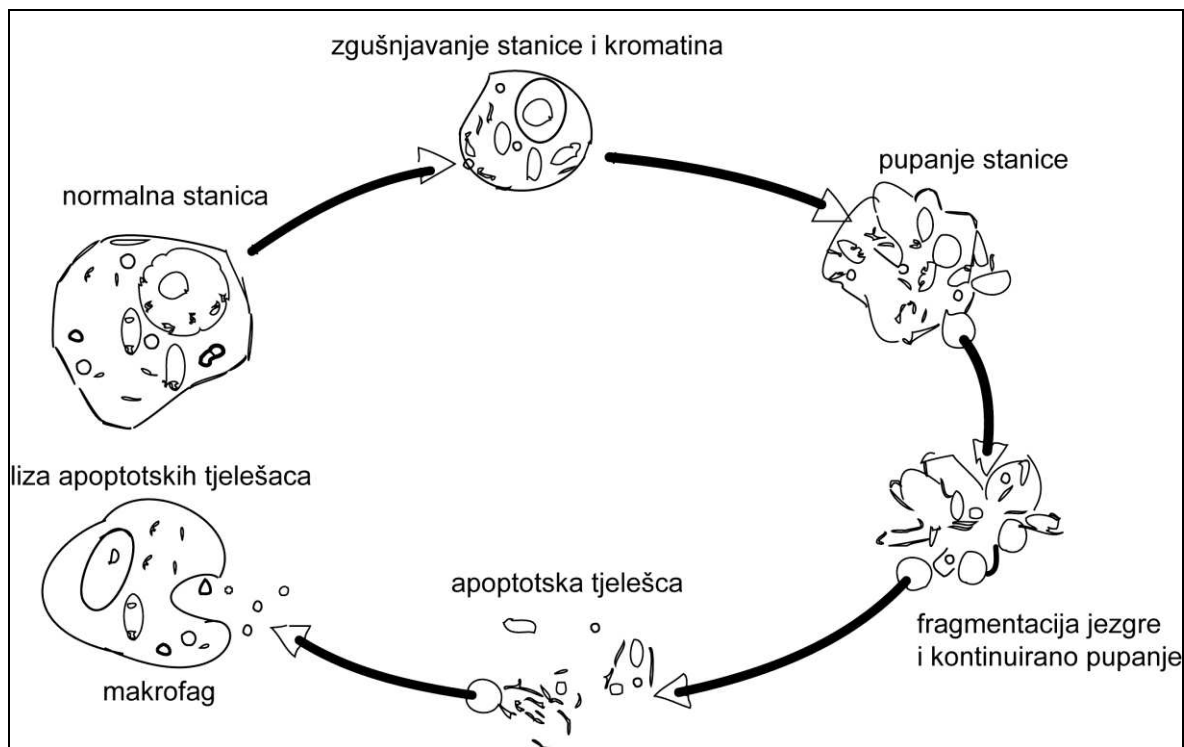 zgušnjavanje stanice i kromatina
pupanje stanice
normalna stanica
liza apoptotskih tjelešaca
apoptotska tjelešca
fragmentacija jezgre
i kontinuirano pupanje
makrofag